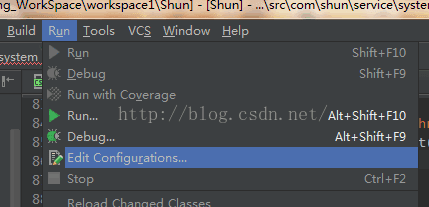 ng_WorkSpace\workspace1\Shun] - [Shun] - ...\src\com\shun\service\system
Build Run Tools VCS Window Help
system
Run Shift+F10
Debug Shift+F9
Run with Coverage
Run... Alt+Shift+F10
Debug... Alt+Shift+F9
Edit Configurations...
Stop Ctrl+F2
Reload Changed Classes
http://blog.csdn.net/